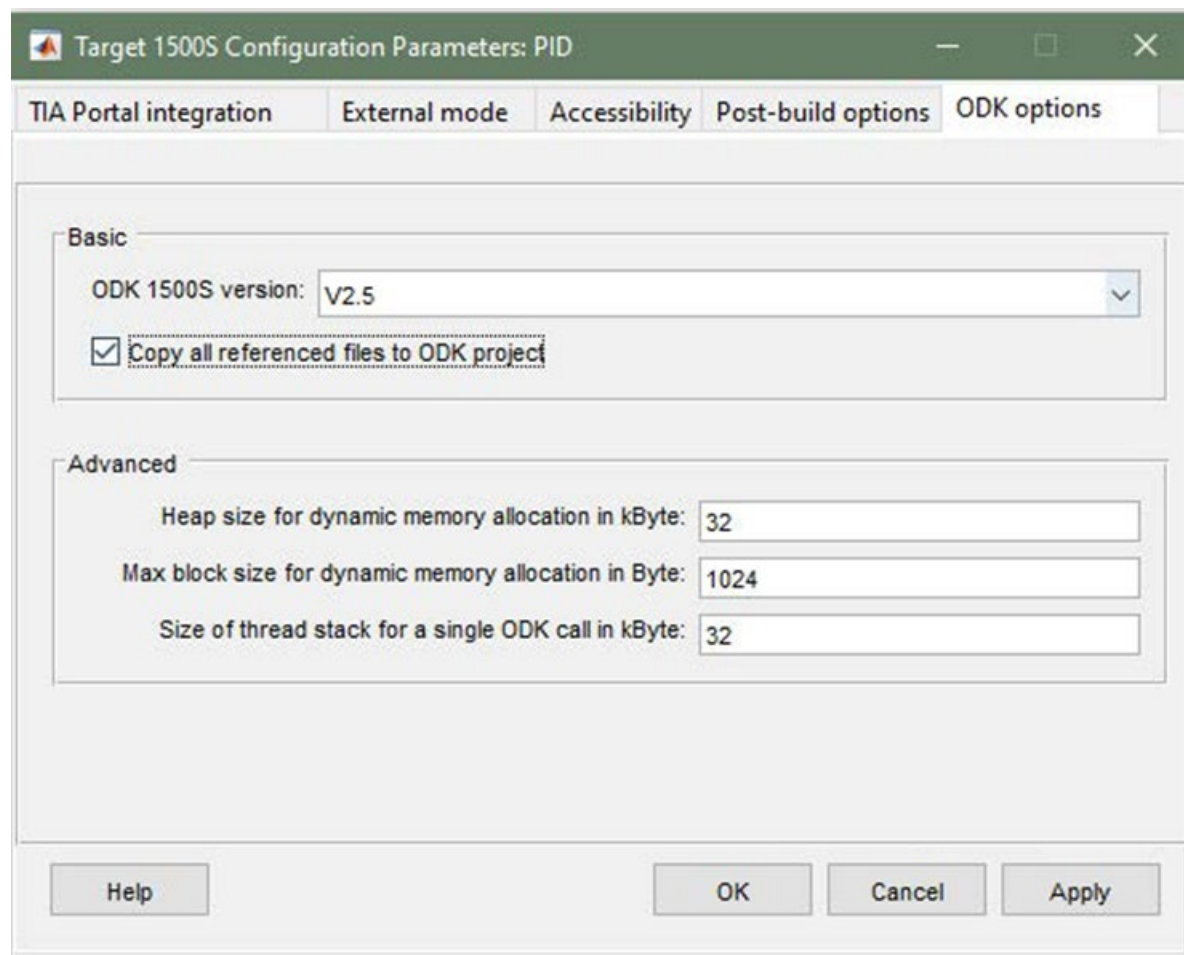 Target 1500S Configuration Parameters: PID
TIA Portal integration External mode Accessibility Post-build options ODK options
Basic
ODK 1500S version: V2.5
Copy all referenced files to ODK project
Advanced
Heap size for dynamic memory allocation in kByte: 32
Max block size for dynamic memory allocation in Byte: 1024
Size of thread stack for a single ODK call in kByte: 32
Help OK Cancel Apply